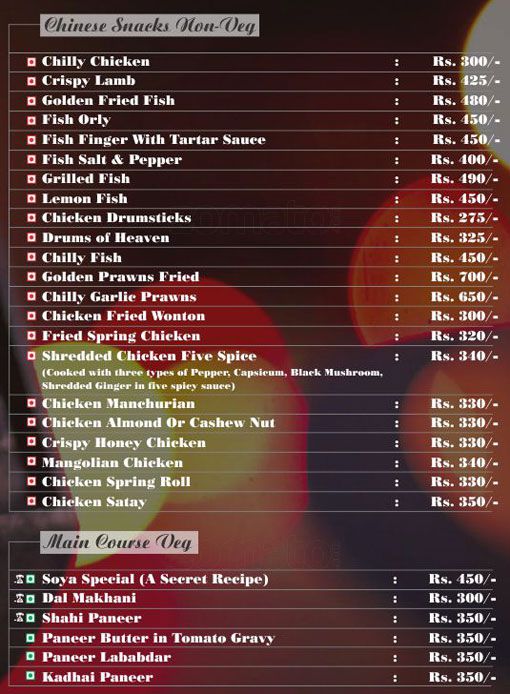 Chinese Snacks Non-Veg
Chilly Chicken : Rs. 300/-
Crispy Lamb : Rs. 425/-
Golden Fried Fish : Rs. 480/-
Fish Orly : Rs. 450/-
Fish Finger With Tartar Sauce : Rs. 450/-
Fish Salt & Pepper : Rs. 400/-
Grilled Fish : Rs. 490/-
Lemon Fish : Rs. 450/-
Chicken Drumsticks : Rs. 275/-
Drums of Heaven : Rs. 325/-
Chilly Fish : Rs. 450/-
Golden Prawns Fried : Rs. 700/-
Chilly Garlic Prawns : Rs. 650/-
Chicken Fried Wonton : Rs. 300/-
Fried Spring Chicken : Rs. 320/-
Shredded Chicken Five Spice : Rs. 340/-
(Cooked with three types of Pepper, Capsicum, Black Mushroom,
Shredded Ginger in five spicy sauce)
Chicken Manchurian : Rs. 330/-
Chicken Almond Or Cashew Nut : Rs. 330/-
Crispy Honey Chicken : Rs. 330/-
Mangolian Chicken : Rs. 340/-
Chicken Spring Roll : Rs. 330/-
Chicken Satay : Rs. 350/-
Main Course Veg
Soya Special (A Secret Recipe) : Rs. 450/-
Dal Makhani : Rs. 300/-
Shahi Paneer : Rs. 350/-
Paneer Butter in Tomato Gravy : Rs. 350/-
Paneer Lababdar : Rs. 350/-
Kadhai Paneer : Rs. 350/-